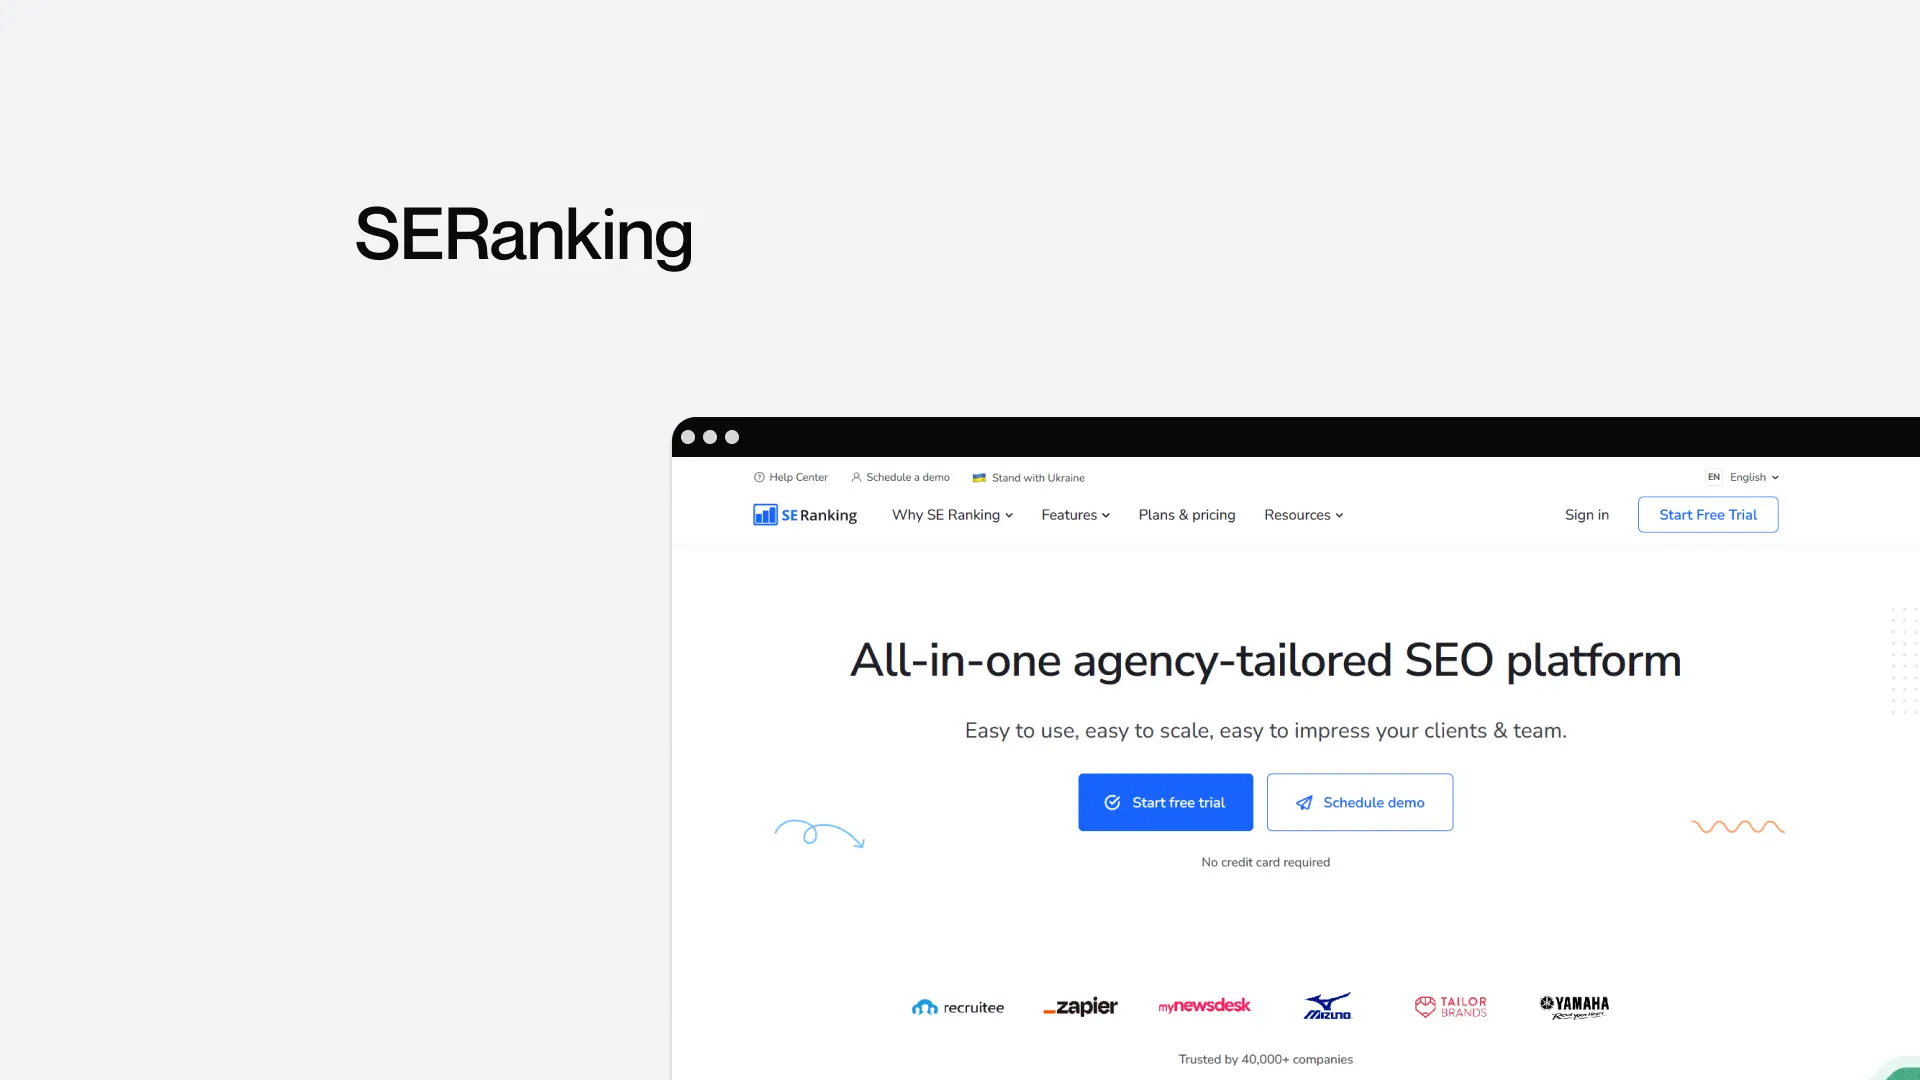 SERanking
Help Center Schedule a demo Stand with Ukraine EN English
SE Ranking Why SE Ranking Features Plans & pricing Resources Sign in Start Free Trial
All-in-one agency-tailored SEO platform
Easy to use, easy to scale, easy to impress your clients & team.
Start free trial Schedule demo
No credit card required
recruitee zapier mynewsdesk MIZUNO TAILOR BRANDS YAMAHA
Revs your Heart
Trusted by 40,000+ companies